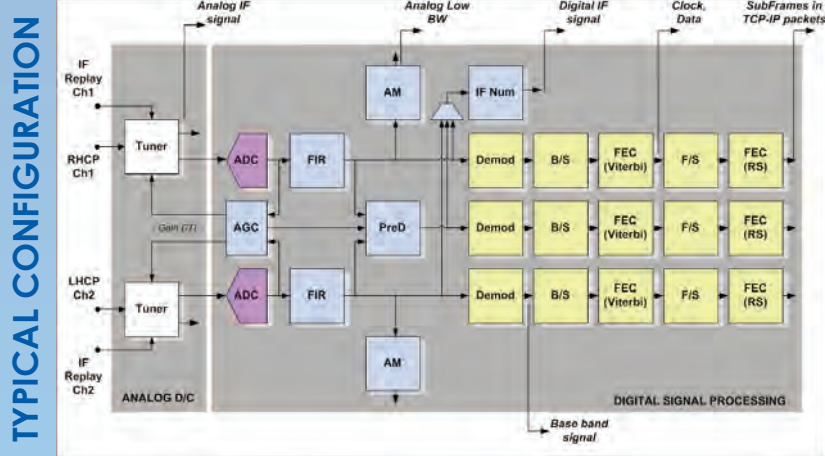 TYPICAL CONFIGURATION
Analog IF
signal
Analog Low
BW
Digital IF
signal
Clock,
Data
SubFrames in
TCP-IP packets
IF
Replay
Ch1
AM
IF Num
Tuner
RHCP
Ch1
ADC
FIR
Demod
B/S
FEC
(Viterbi)
F/S
FEC
(RS)
Gain CTL
AGC
PreD
Demod
B/S
FEC
(Viterbi)
F/S
FEC
(RS)
LHCP
Ch2
Tuner
ADC
FIR
Demod
B/S
FEC
(Viterbi)
F/S
FEC
(RS)
IF
Replay
Ch2
AM
ANALOG D/C
DIGITAL SIGNAL PROCESSING
Base band
signal